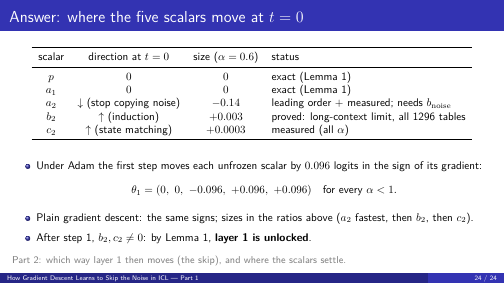 Answer: where the five scalars move at t = 0
scalar direction at t = 0 size (α = 0.6) status
p 0 0 exact (Lemma 1)
a₁ 0 0 exact (Lemma 1)
a₂ ↓ (stop copying noise) −0.14 leading order + measured; needs b_noise
b₂ ↑ (induction) +0.003 proved: long-context limit, all 1296 tables
c₂ ↑ (state matching) +0.0003 measured (all α)
Under Adam the first step moves each unfrozen scalar by 0.096 logits in the sign of its gradient:
θ₁ = (0, 0, −0.096, +0.096, +0.096) for every α < 1.
Plain gradient descent: the same signs; sizes in the ratios above (a₂ fastest, then b₂, then c₂).
After step 1, b₂, c₂ ≠ 0: by Lemma 1, layer 1 is unlocked.
Part 2: which way layer 1 then moves (the skip), and where the scalars settle.
How Gradient Descent Learns to Skip the Noise in ICL — Part 1 24 / 24